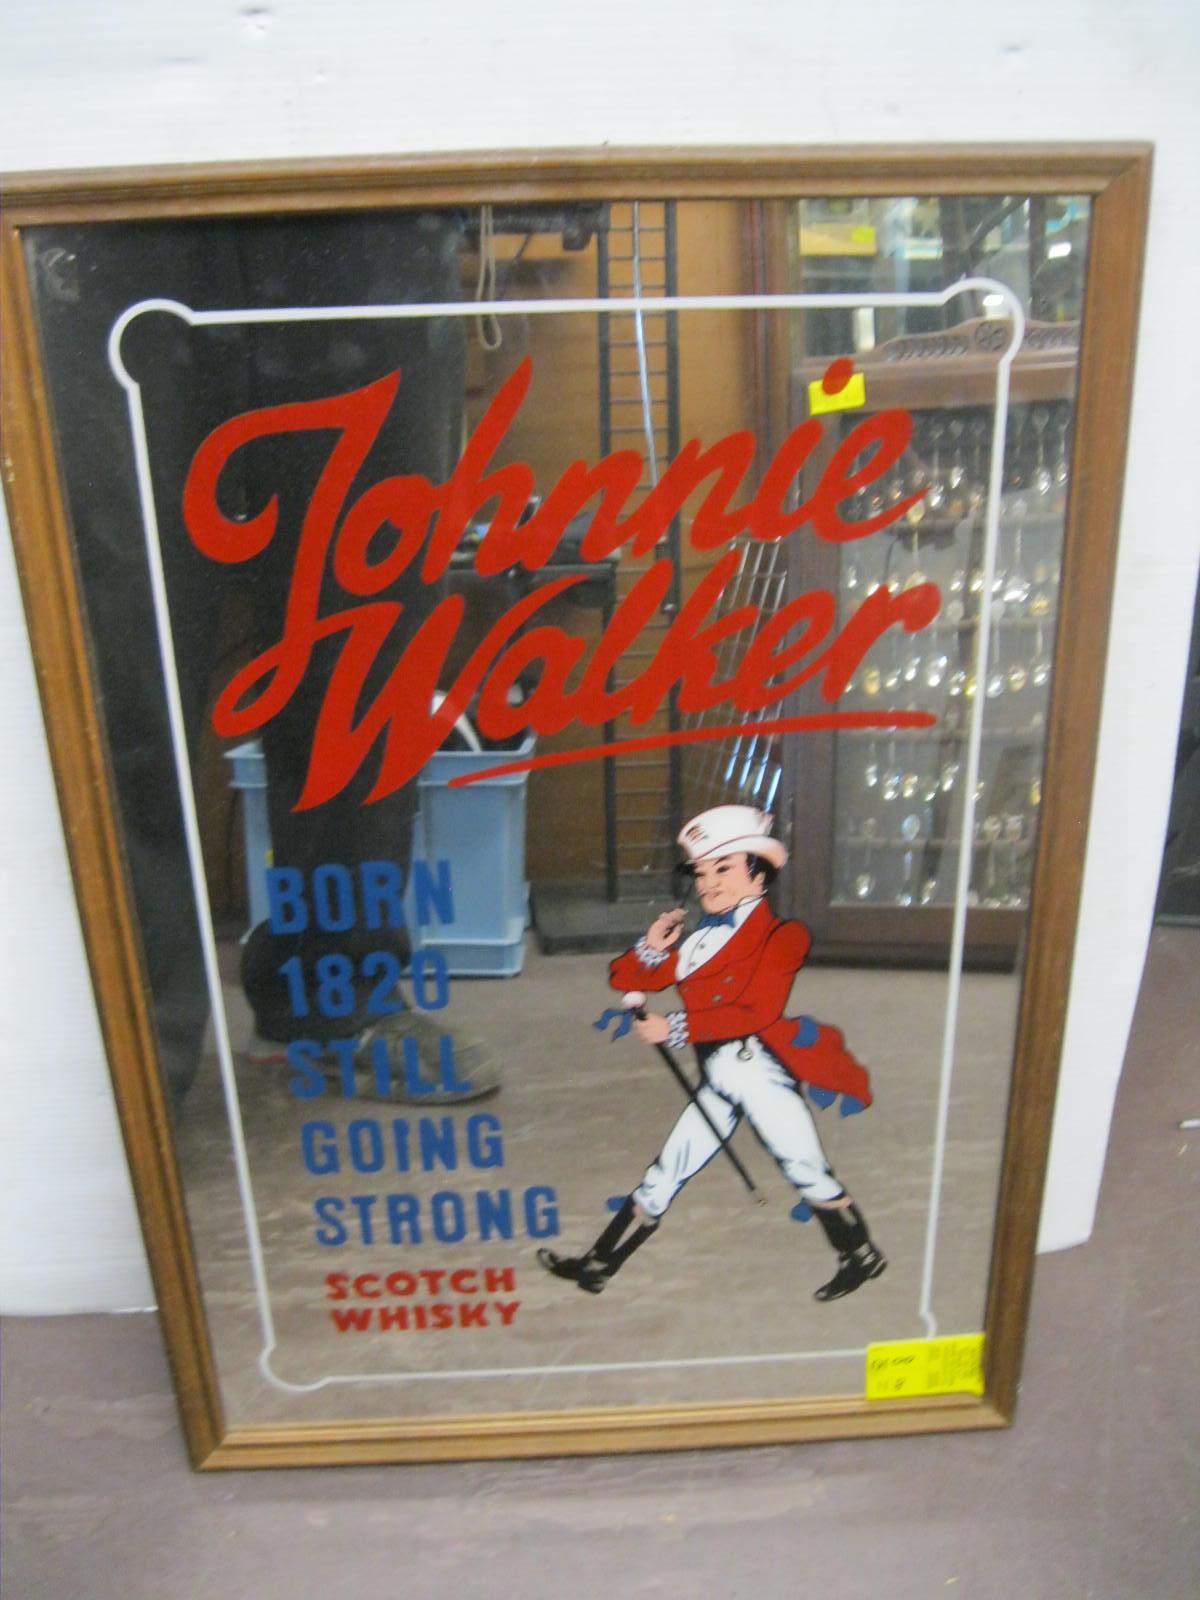 Johnnie
Walker
BORN
1820
STILL
GOING
STRONG
SCOTCH
WHISKY